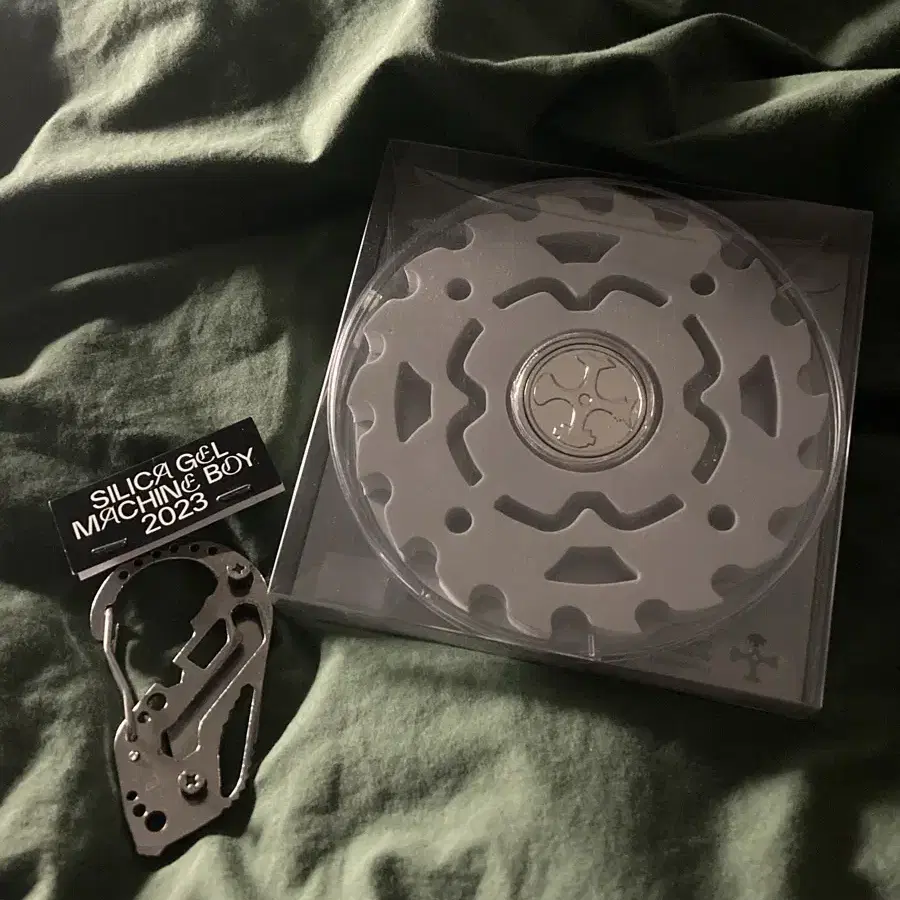 SILICA GEL
MACHINE BOY
2023